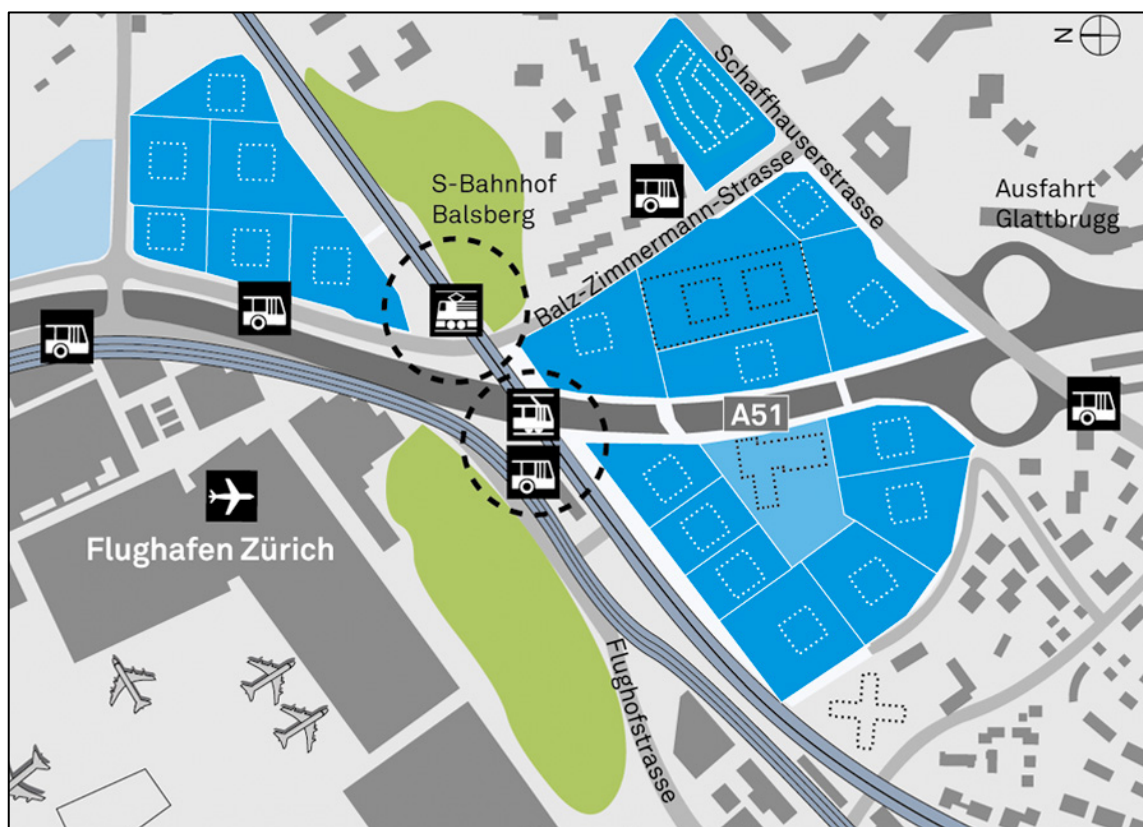 N
Schaffhauserstrasse
S-Bahnhof
Balsberg
Balz-Zimmermann-Strasse
Ausfahrt
Glattbrugg
A51
Flughafen Zürich
Flughofstrasse